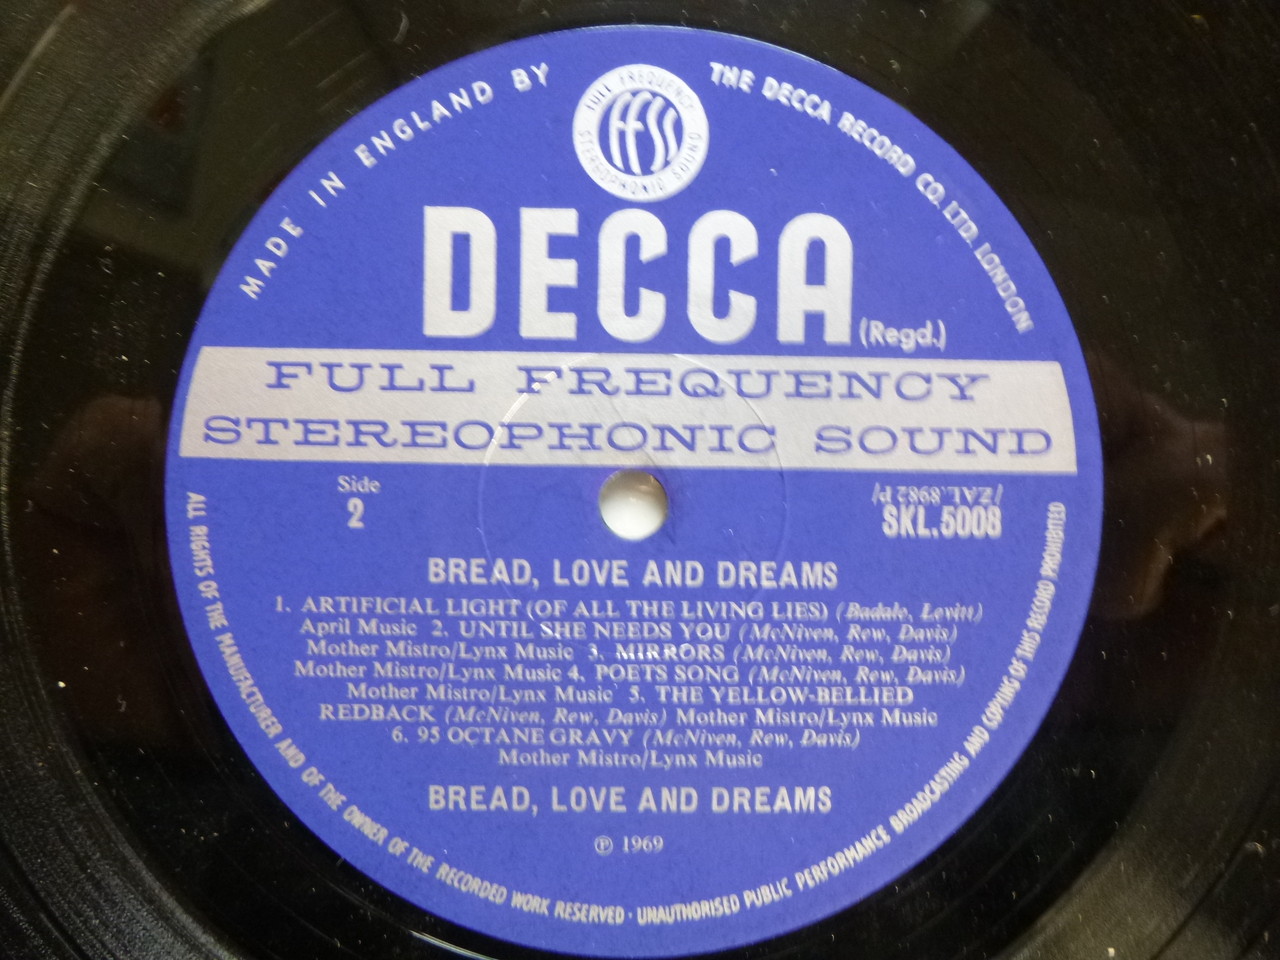 MADE IN ENGLAND BY
THE DECCA RECORD CO. LTD. LONDON
FULL FREQUENCY
ffss
STEREOPHONIC SOUND
DECCA
(Regd.)
FULL FREQUENCY
STEREOPHONIC SOUND
Side
2
/ZAL.8982 P/
SKL.5008
BREAD, LOVE AND DREAMS
1. ARTIFICIAL LIGHT (OF ALL THE LIVING LIES) (Badale, Levitt)
April Music 2. UNTIL SHE NEEDS YOU (McNiven, Rew, Davis)
Mother Mistro/Lynx Music 3. MIRRORS (McNiven, Rew, Davis)
Mother Mistro/Lynx Music 4. POETS SONG (McNiven, Rew, Davis)
Mother Mistro/Lynx Music 5. THE YELLOW-BELLIED
REDBACK (McNiven, Rew, Davis) Mother Mistro/Lynx Music
6. 95 OCTANE GRAVY (McNiven, Rew, Davis)
Mother Mistro/Lynx Music
BREAD, LOVE AND DREAMS
℗ 1969
ALL RIGHTS OF THE MANUFACTURER AND OF THE OWNER OF THE RECORDED WORK RESERVED · UNAUTHORISED PUBLIC PERFORMANCE BROADCASTING AND COPYING OF THIS RECORD PROHIBITED